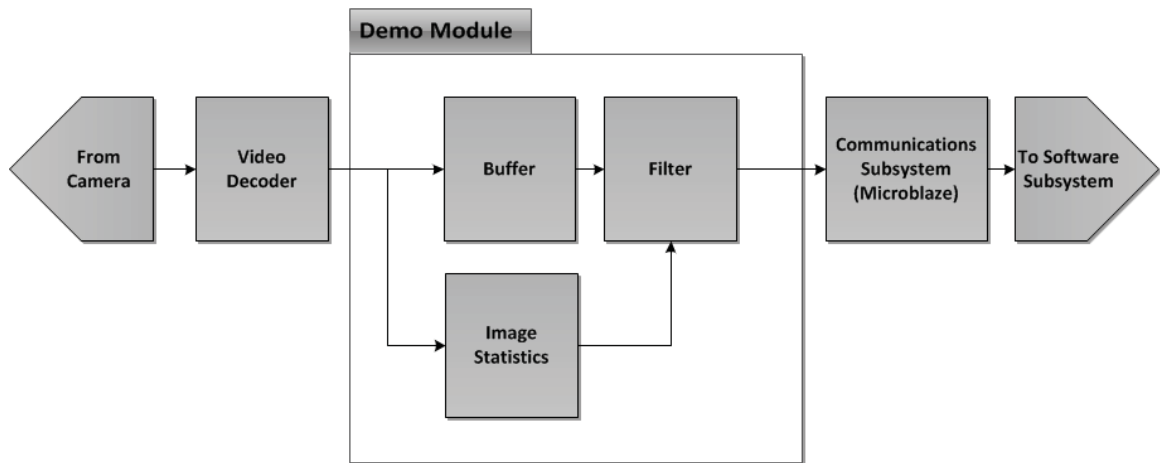 Demo Module
From
Camera
Video
Decoder
Buffer
Filter
Communications
Subsystem
(Microblaze)
To Software
Subsystem
Image
Statistics